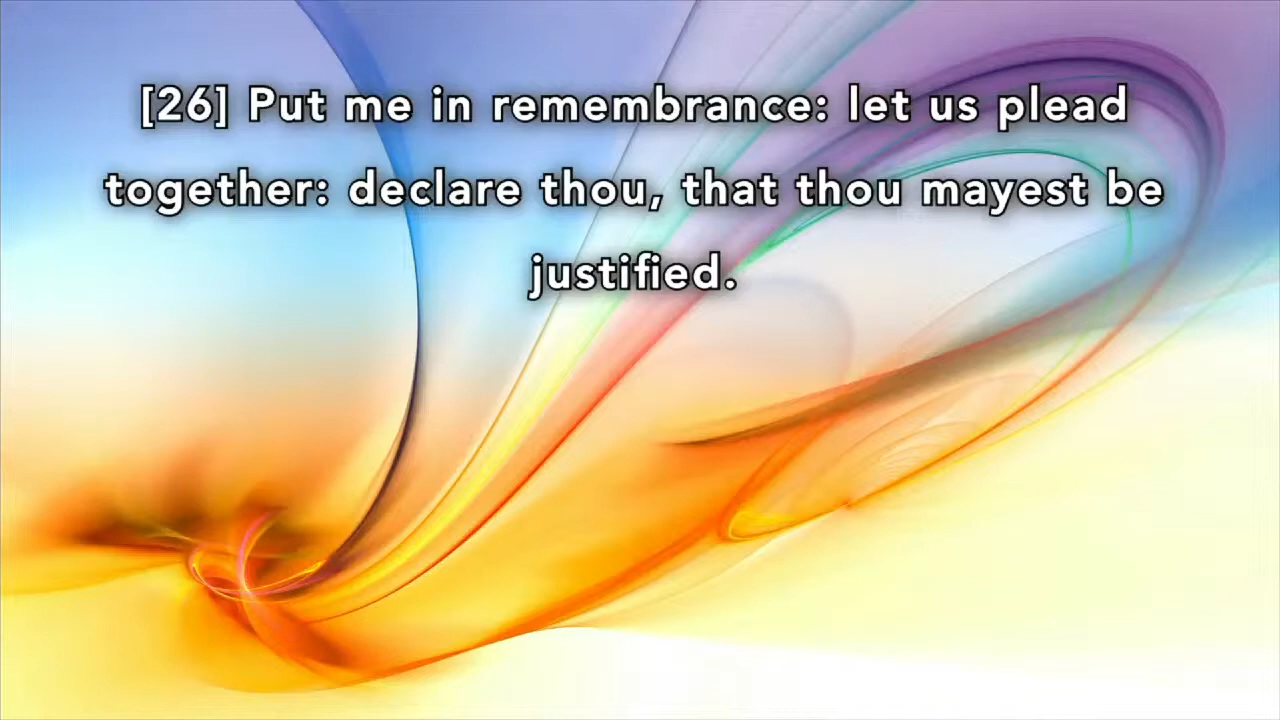 [26] Put me in remembrance: let us plead
together: declare thou, that thou mayest be
justified.